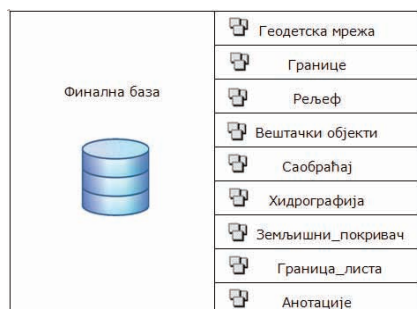 Финална база
Геодетска мрежа
Границе
Рељеф
Вештачки објекти
Саобраћај
Хидрографија
Земљишни_покривач
Граница_листа
Анотације